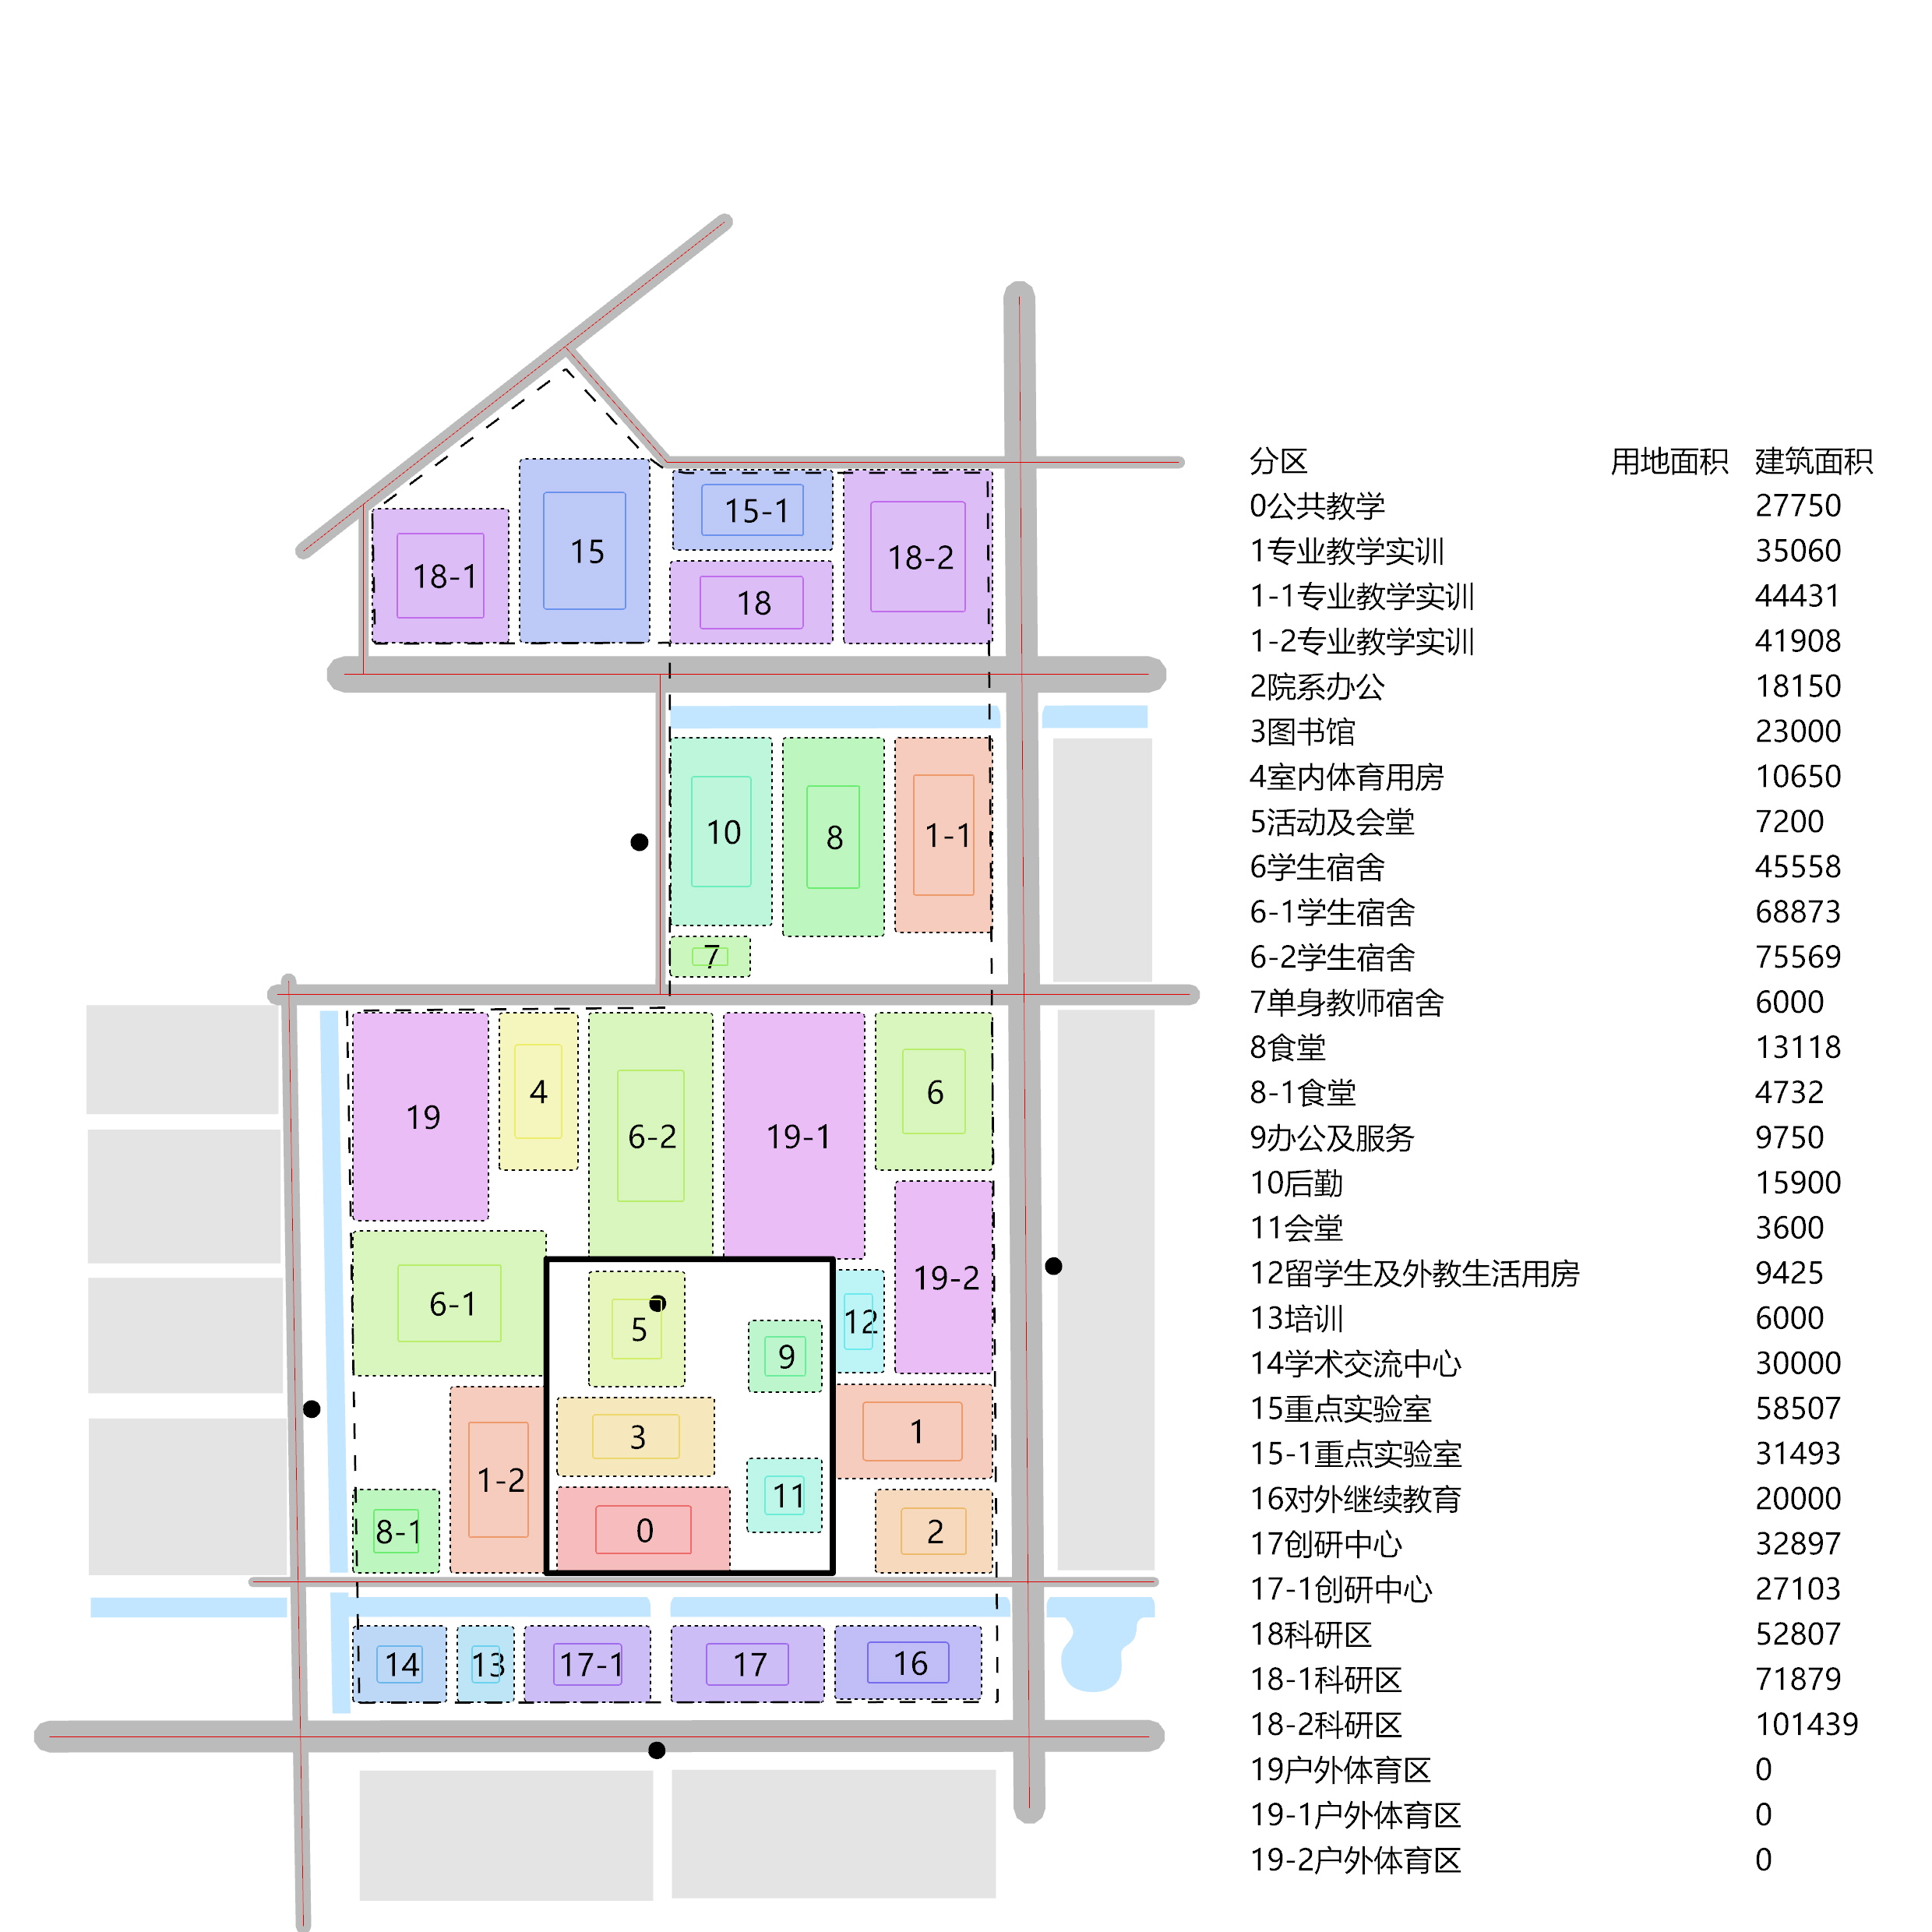 分区 用地面积 建筑面积
0公共教学 27750
1专业教学实训 35060
1-1专业教学实训 44431
1-2专业教学实训 41908
2院系办公 18150
3图书馆 23000
4室内体育用房 10650
5活动及会堂 7200
6学生宿舍 45558
6-1学生宿舍 68873
6-2学生宿舍 75569
7单身教师宿舍 6000
8食堂 13118
8-1食堂 4732
9办公及服务 9750
10后勤 15900
11会堂 3600
12留学生及外教生活用房 9425
13培训 6000
14学术交流中心 30000
15重点实验室 58507
15-1重点实验室 31493
16对外继续教育 20000
17创研中心 32897
17-1创研中心 27103
18科研区 52807
18-1科研区 71879
18-2科研区 101439
19户外体育区 0
19-1户外体育区 0
19-2户外体育区 0
15-1
15
18-2
18-1
18
10
8
1-1
7
4
6
19
6-2
19-1
19-2
6-1
12
5
9
3
1
1-2
11
8-1
0
2
14
13
17-1
17
16